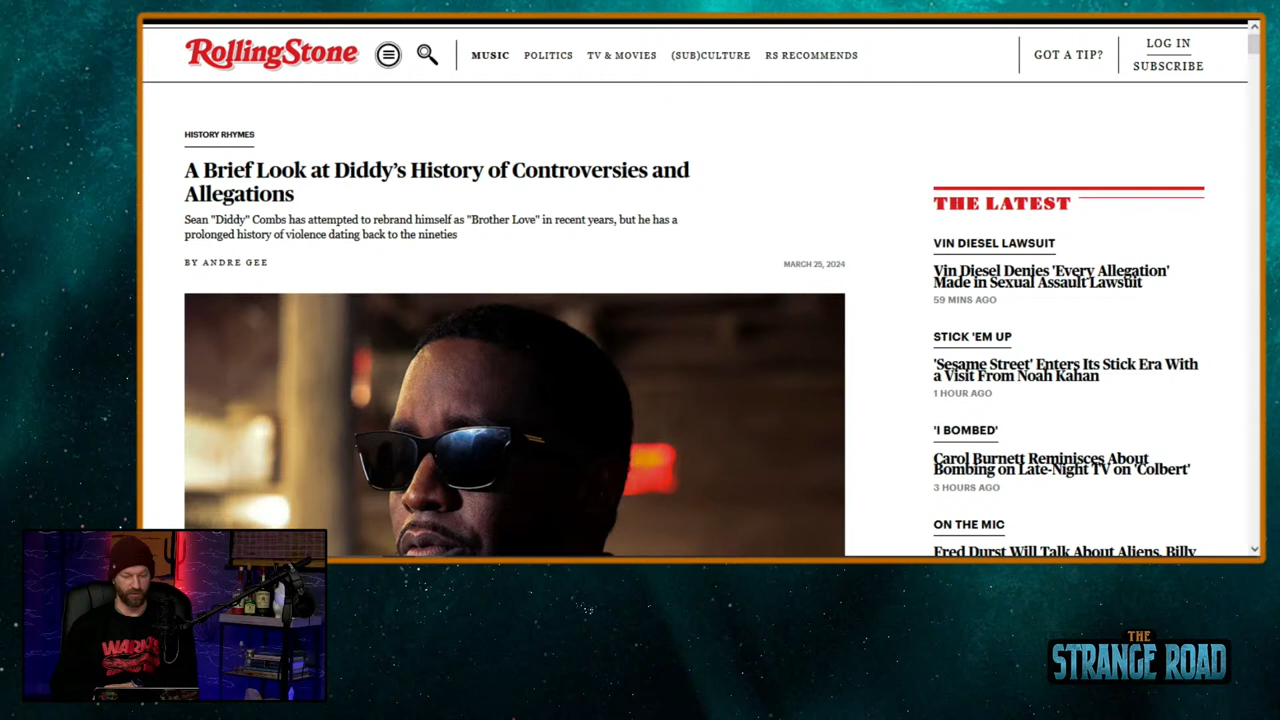 RollingStone
MUSIC POLITICS TV & MOVIES (SUB)CULTURE RS RECOMMENDS
GOT A TIP?
LOG IN
SUBSCRIBE
HISTORY RHYMES
A Brief Look at Diddy's History of Controversies and
Allegations
Sean "Diddy" Combs has attempted to rebrand himself as "Brother Love" in recent years, but he has a
prolonged history of violence dating back to the nineties
BY ANDRE GEE
MARCH 25, 2024
THE LATEST
VIN DIESEL LAWSUIT
Vin Diesel Denies 'Every Allegation'
Made in Sexual Assault Lawsuit
59 MINS AGO
STICK 'EM UP
'Sesame Street' Enters Its Stick Era With
a Visit From Noah Kahan
1 HOUR AGO
'I BOMBED'
Carol Burnett Reminisces About
Bombing on Late-Night TV on 'Colbert'
3 HOURS AGO
ON THE MIC
Fred Durst Will Talk About Aliens, Billy
THE
STRANGE ROAD